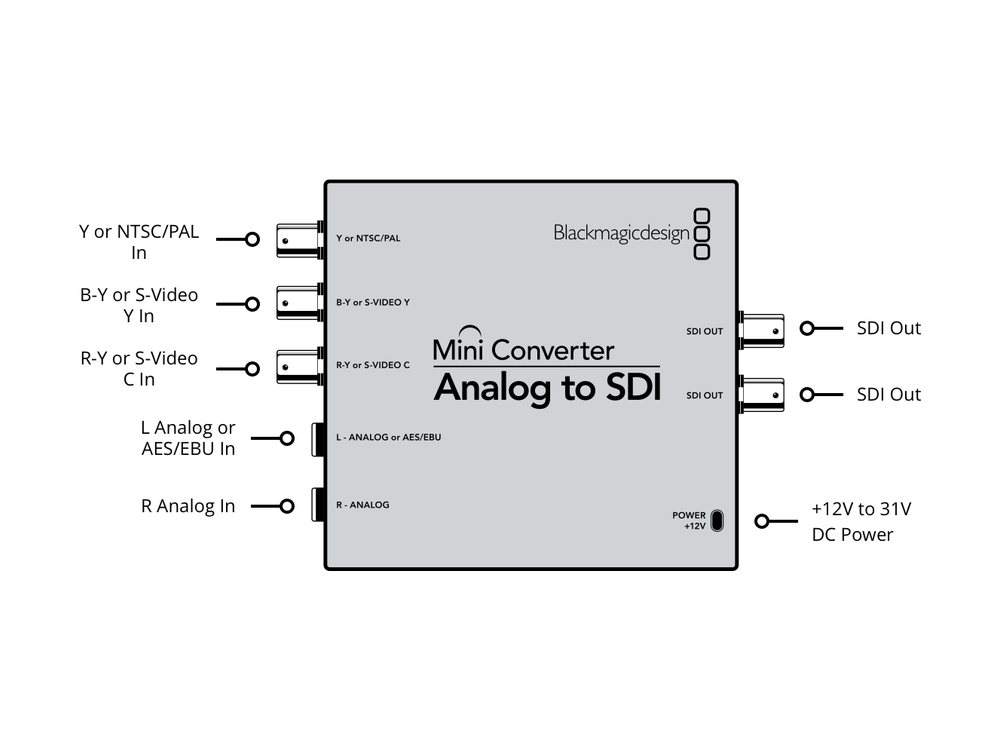 Y or NTSC/PAL
In
B-Y or S-Video
Y In
R-Y or S-Video
C In
L Analog or
AES/EBU In
R Analog In
Y or NTSC/PAL
B-Y or S-VIDEO Y
R-Y or S-VIDEO C
L - ANALOG or AES/EBU
R - ANALOG
Blackmagicdesign
Mini Converter
Analog to SDI
SDI OUT
SDI OUT
POWER
+12V
SDI Out
SDI Out
+12V to 31V
DC Power